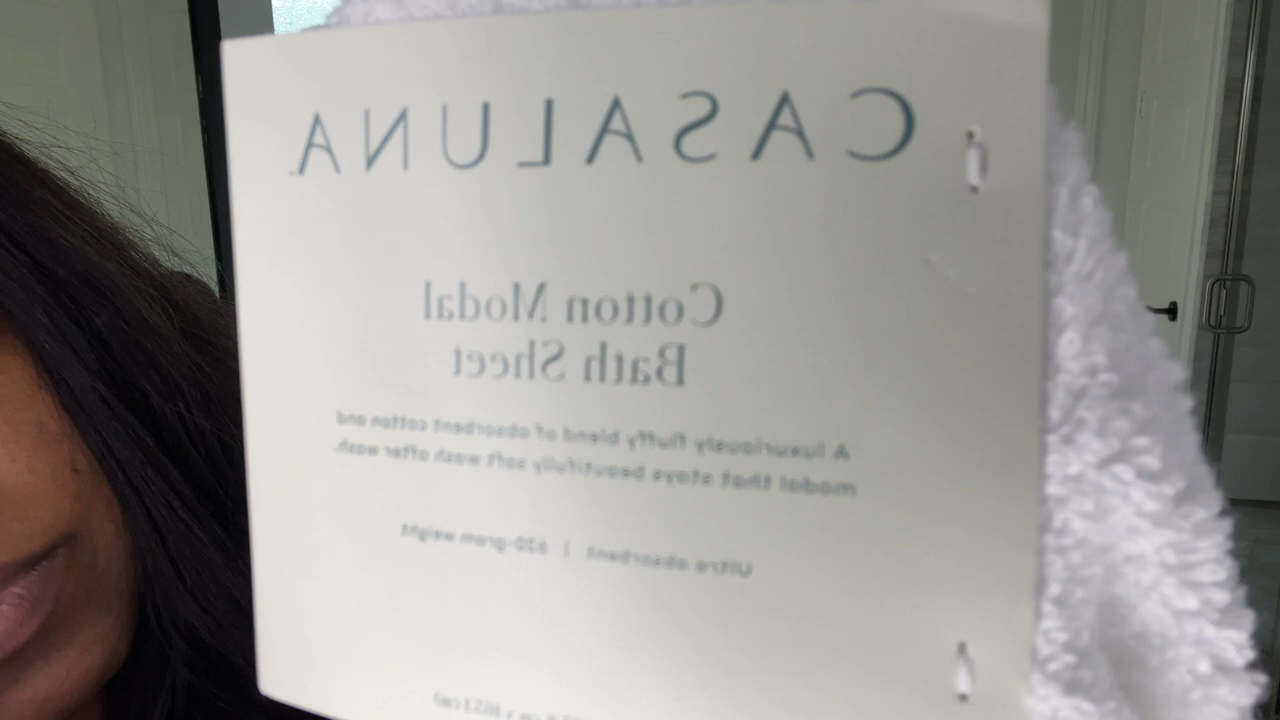 CASALUNA
Cotton Modal
Bath Sheet
A luxuriously fluffy blend of absorbent cotton and
modal that stays beautifully soft wash after wash.
Ultra absorbent | 620-gram weight